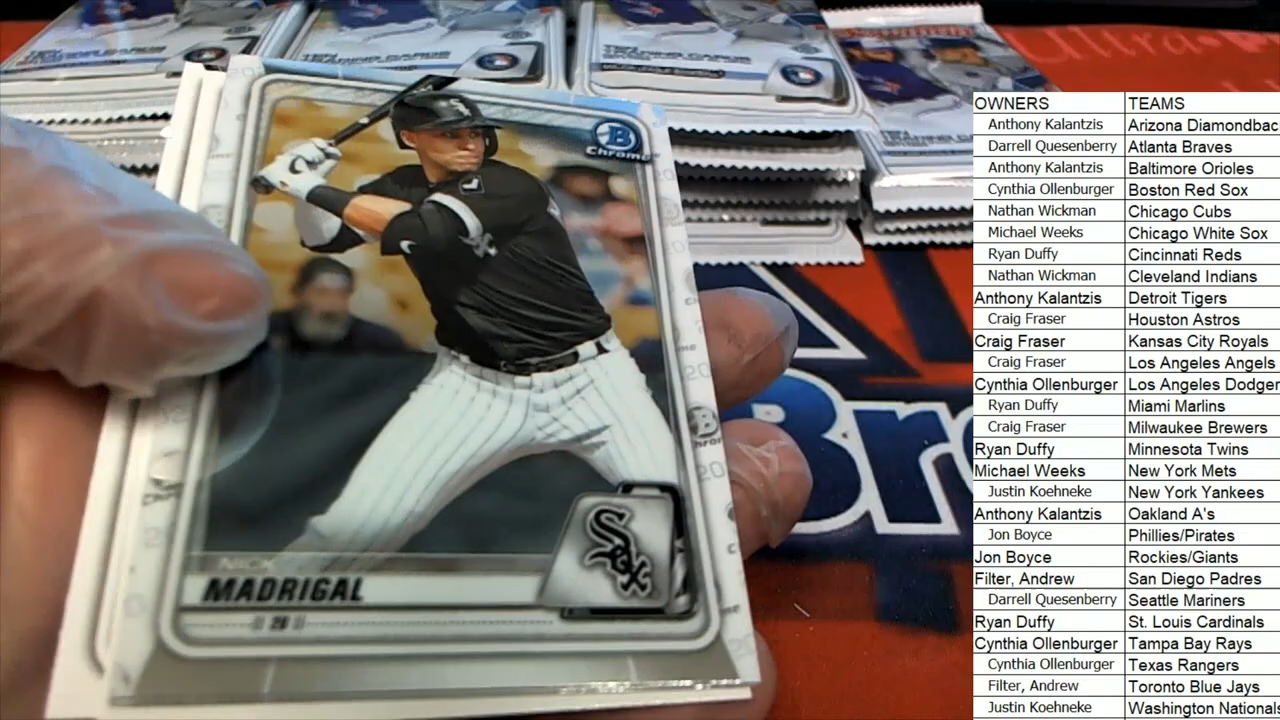 B
Chrome
Sox
NICK
MADRIGAL
Sox
Br
OWNERS TEAMS
Anthony Kalantzis Arizona Diamondbac
Darrell Quesenberry Atlanta Braves
Anthony Kalantzis Baltimore Orioles
Cynthia Ollenburger Boston Red Sox
Nathan Wickman Chicago Cubs
Michael Weeks Chicago White Sox
Ryan Duffy Cincinnati Reds
Nathan Wickman Cleveland Indians
Anthony Kalantzis Detroit Tigers
Craig Fraser Houston Astros
Craig Fraser Kansas City Royals
Craig Fraser Los Angeles Angels
Cynthia Ollenburger Los Angeles Dodger
Ryan Duffy Miami Marlins
Craig Fraser Milwaukee Brewers
Ryan Duffy Minnesota Twins
Michael Weeks New York Mets
Justin Koehneke New York Yankees
Anthony Kalantzis Oakland A's
Jon Boyce Phillies/Pirates
Jon Boyce Rockies/Giants
Filter, Andrew San Diego Padres
Darrell Quesenberry Seattle Mariners
Ryan Duffy St. Louis Cardinals
Cynthia Ollenburger Tampa Bay Rays
Cynthia Ollenburger Texas Rangers
Filter, Andrew Toronto Blue Jays
Justin Koehneke Washington Nationals